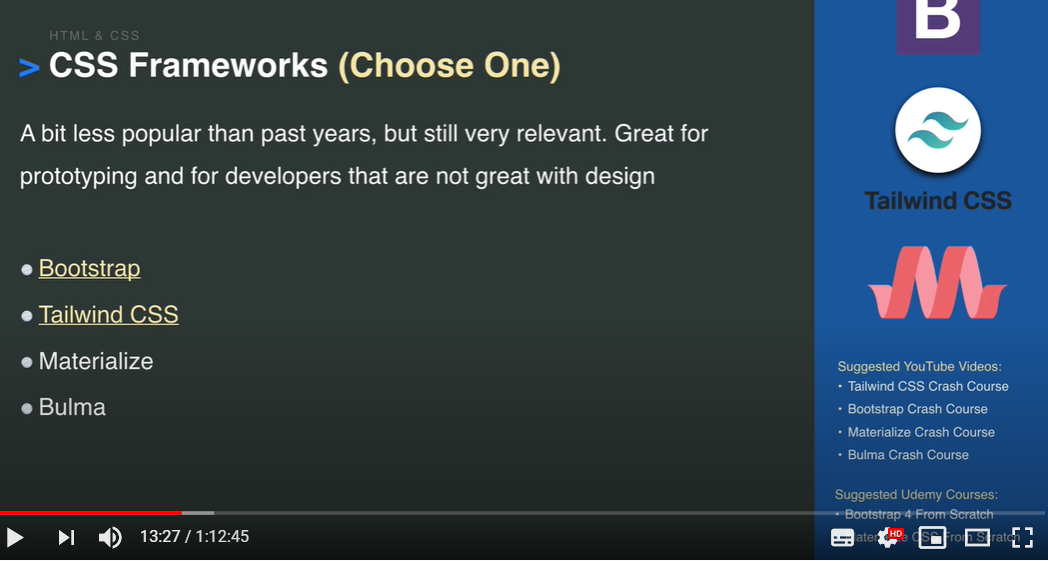 HTML & CSS
> CSS Frameworks (Choose One)
A bit less popular than past years, but still very relevant. Great for
prototyping and for developers that are not great with design
● Bootstrap
● Tailwind CSS
● Materialize
● Bulma
B
Tailwind CSS
Suggested YouTube Videos:
• Tailwind CSS Crash Course
• Bootstrap Crash Course
• Materialize Crash Course
• Bulma Crash Course
Suggested Udemy Courses:
• Bootstrap 4 From Scratch
CSS From Scratch
13:27 / 1:12:45
HD